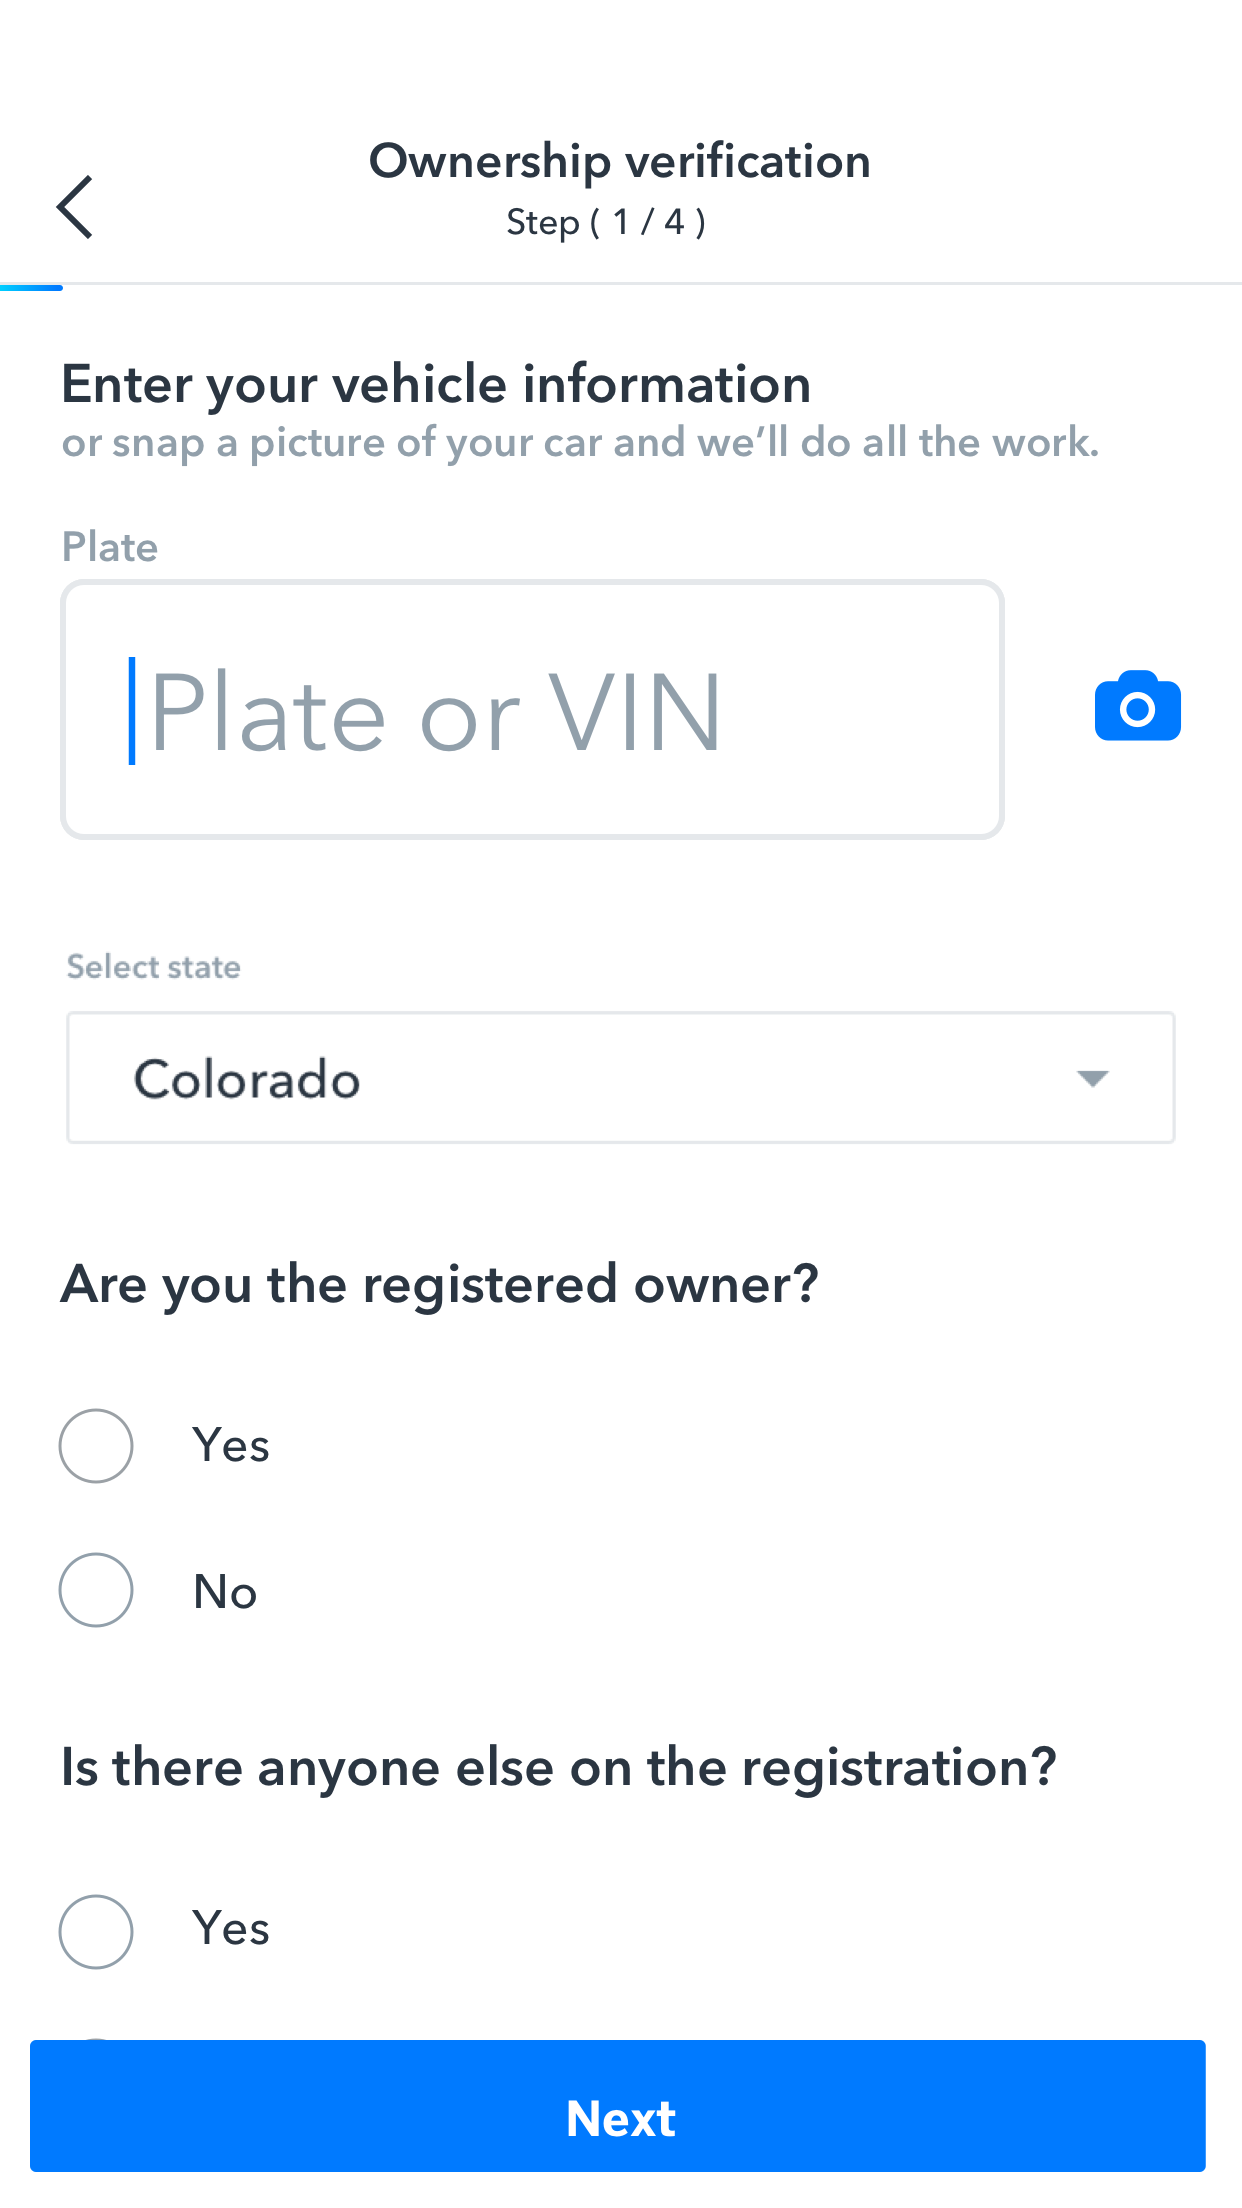 Ownership verification
Step ( 1 / 4 )
Enter your vehicle information
or snap a picture of your car and we’ll do all the work.
Plate
Plate or VIN
Select state
Colorado
Are you the registered owner?
Yes
No
Is there anyone else on the registration?
Yes
Next